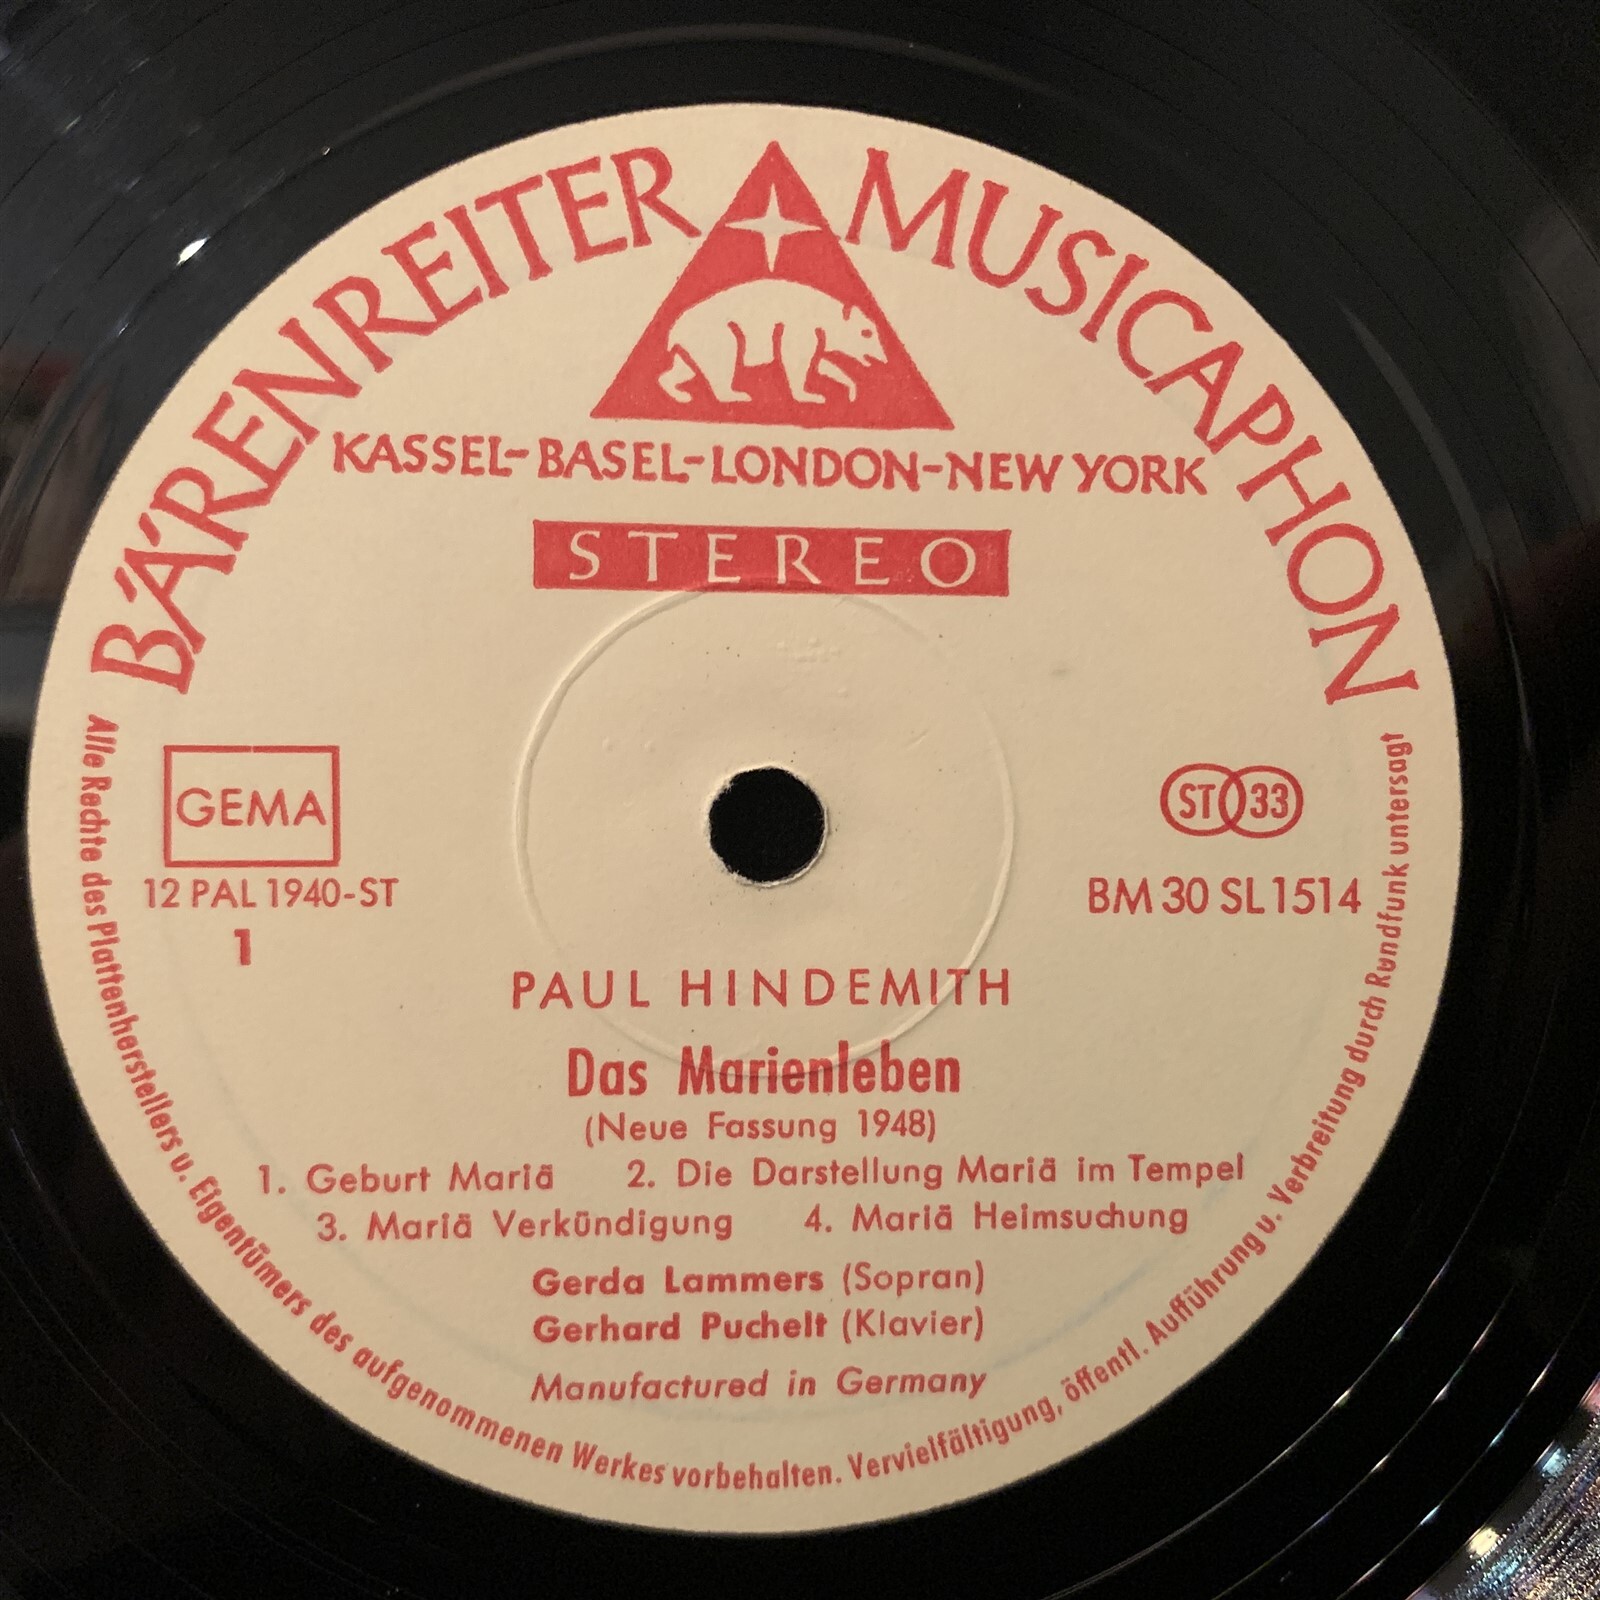 BÄRENREITER MUSICAPHON
KASSEL-BASEL-LONDON-NEW YORK
STEREO
GEMA
12 PAL 1940-ST
1
ST 33
BM 30 SL 1514
PAUL HINDEMITH
Das Marienleben
(Neue Fassung 1948)
1. Geburt Mariä 2. Die Darstellung Mariä im Tempel
3. Mariä Verkündigung 4. Mariä Heimsuchung
Gerda Lammers (Sopran)
Gerhard Puchelt (Klavier)
Manufactured in Germany
Alle Rechte des Plattenherstellers u. Eigentümers des aufgenommenen Werkes vorbehalten. Vervielfältigung, öffentl. Aufführung u. Verbreitung durch Rundfunk untersagt